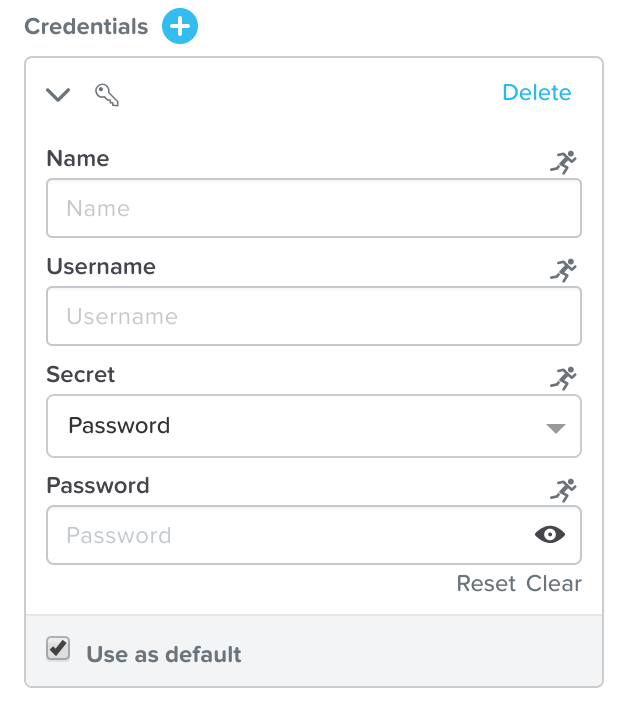 Credentials
Delete
Name
Name
Username
Username
Secret
Password
Password
Password
Reset Clear
Use as default